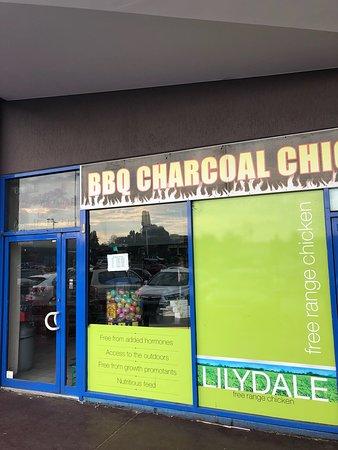 BBQ CHARCOAL CHIC
free range chicken
Free from added hormones
Access to the outdoors
Free from growth promotants
Nutritious feed
LILYDALE
free range chicken